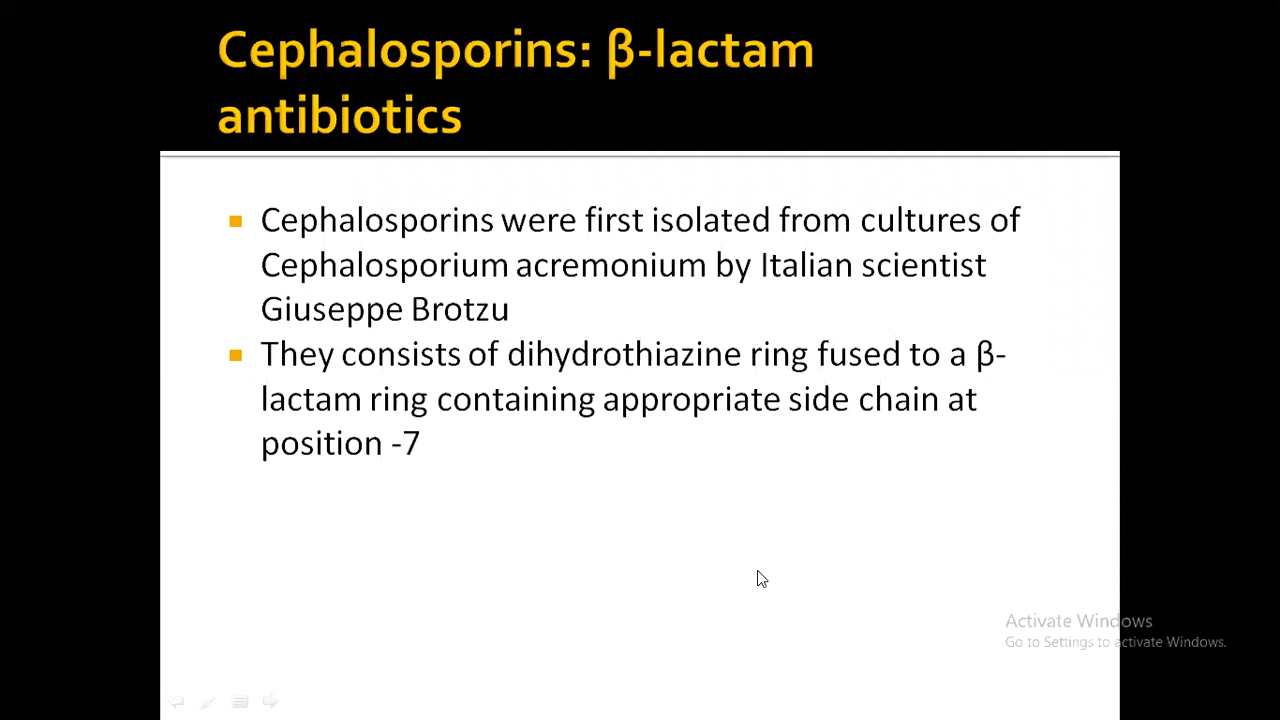 Cephalosporins: β-lactam
antibiotics
Cephalosporins were first isolated from cultures of
Cephalosporium acremonium by Italian scientist
Giuseppe Brotzu
They consists of dihydrothiazine ring fused to a β-
lactam ring containing appropriate side chain at
position -7
Activate Windows
Go to Settings to activate Windows.